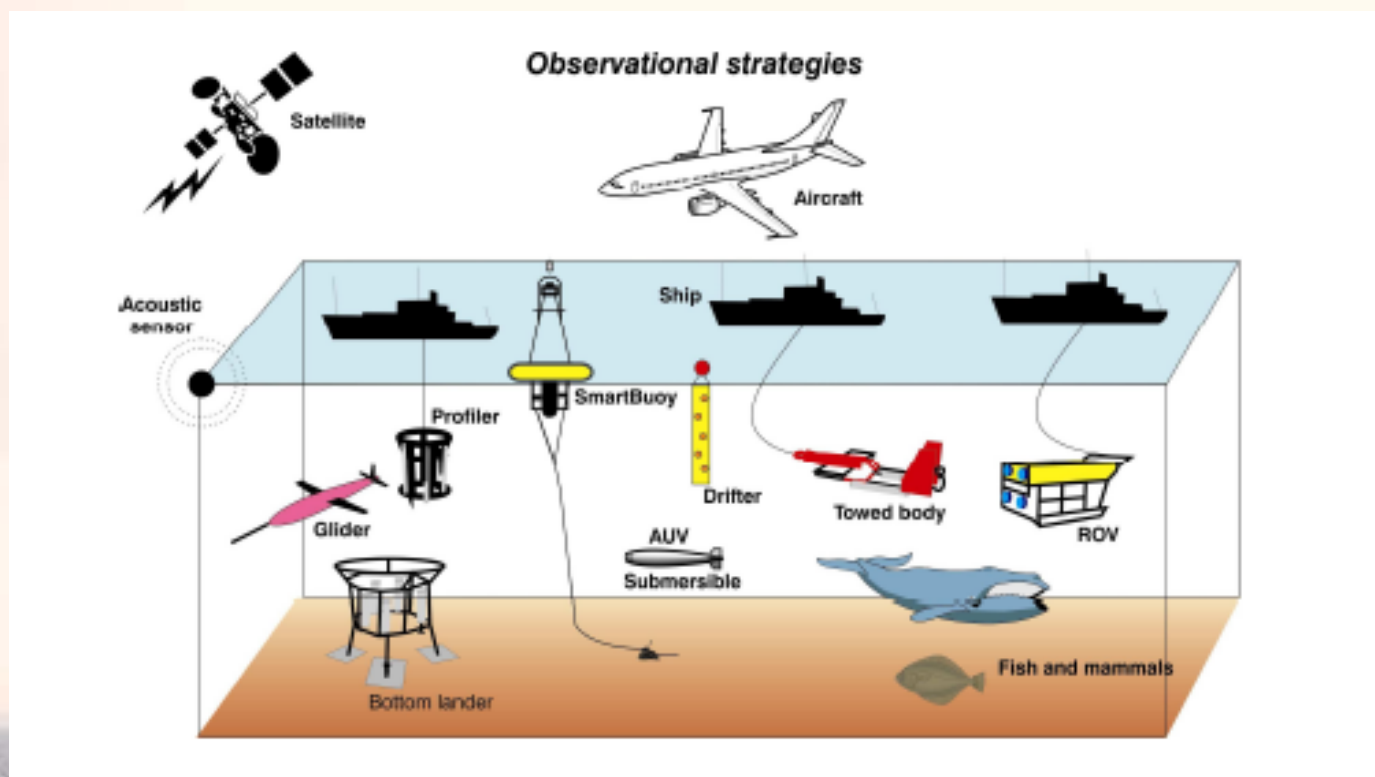 Observational strategies
Satellite
Aircraft
Acoustic
sensor
Ship
SmartBuoy
Profiler
Drifter
Towed body
ROV
Glider
AUV
Submersible
Fish and mammals
Bottom lander